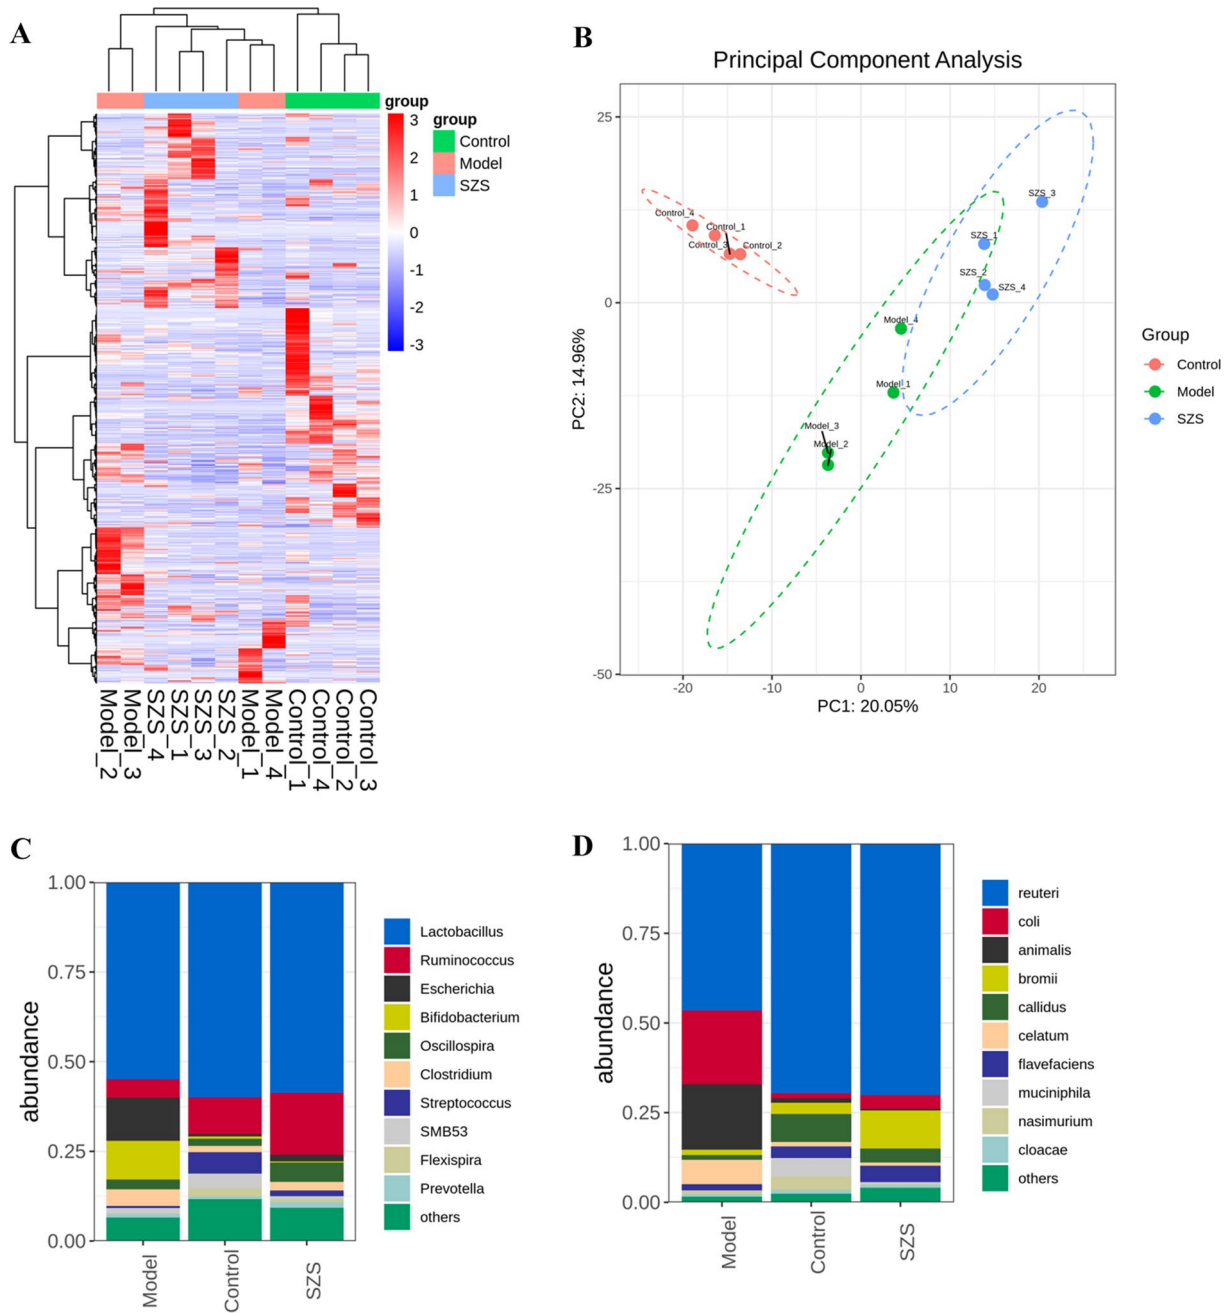 A
group
3
2
1
0
-1
-2
-3
group
Control
Model
SZS
Model_2
Model_3
SZS_4
SZS_1
SZS_3
SZS_2
Model_1
Model_4
Control_1
Control_4
Control_2
Control_3
B
Principal Component Analysis
PC2: 14.96%
25
0
-25
-50
SZS_3
Control_4
Control_1
Control_3
Control_2
SZS_1
SZS_2
SZS_4
Model_4
Model_1
Model_3
Model_2
-20
-10
0
10
20
PC1: 20.05%
Group
Control
Model
SZS
C
abundance
1.00
0.75
0.50
0.25
0.00
Model
Control
SZS
Lactobacillus
Ruminococcus
Escherichia
Bifidobacterium
Oscillospira
Clostridium
Streptococcus
SMB53
Flexispira
Prevotella
others
D
abundance
1.00
0.75
0.50
0.25
0.00
Model
Control
SZS
reuteri
coli
animalis
bromii
callidus
celatum
flavefaciens
muciniphila
nasimurium
cloacae
others